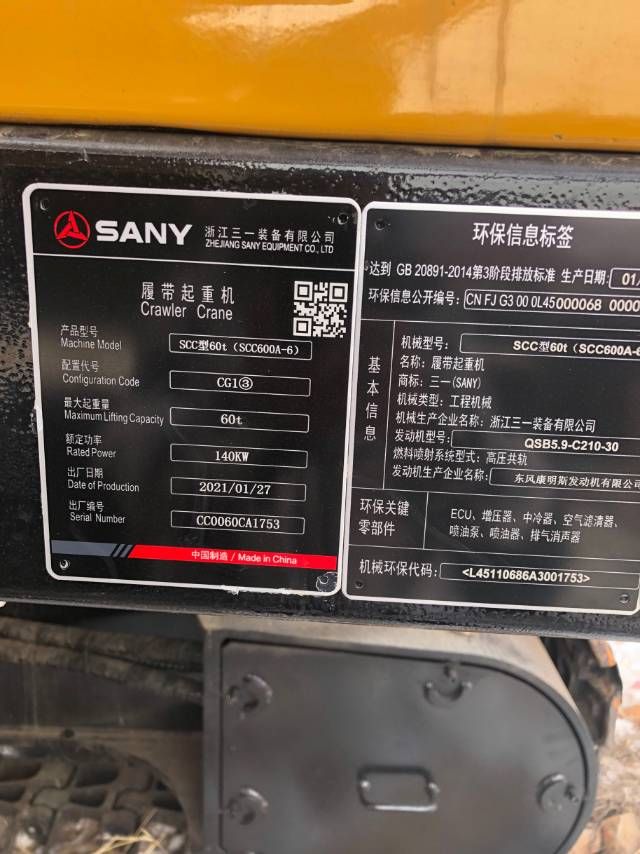 SANY 浙江三一装备有限公司
ZHEJIANG SANY EQUIPMENT CO., LTD
履带起重机
Crawler Crane
产品型号
Machine Model SCC型60t（SCC600A-6）
配置代号
Configuration Code CG1③
最大起重量
Maximum Lifting Capacity 60t
额定功率
Rated Power 140KW
出厂日期
Date of Production 2021/01/27
出厂编号
Serial Number CC0060CA1753
中国制造 / Made in China
环保信息标签
达到 GB 20891-2014第3阶段排放标准 生产日期: 01/
环保信息公开编号: CN FJ G3 00 0L45000068 0000
基本信息
机械型号: SCC型60t（SCC600A-6
名称: 履带起重机
商标: 三一(SANY)
机械类型: 工程机械
机械生产企业名称: 浙江三一装备有限公司
发动机型号: QSB5.9-C210-30
燃料喷射系统型式: 高压共轨
发动机生产企业名称: 东风康明斯发动机有限公司
环保关键
零部件
ECU、增压器、中冷器、空气滤清器、
喷油泵、喷油器、排气消声器
机械环保代码: <L45110686A3001753>